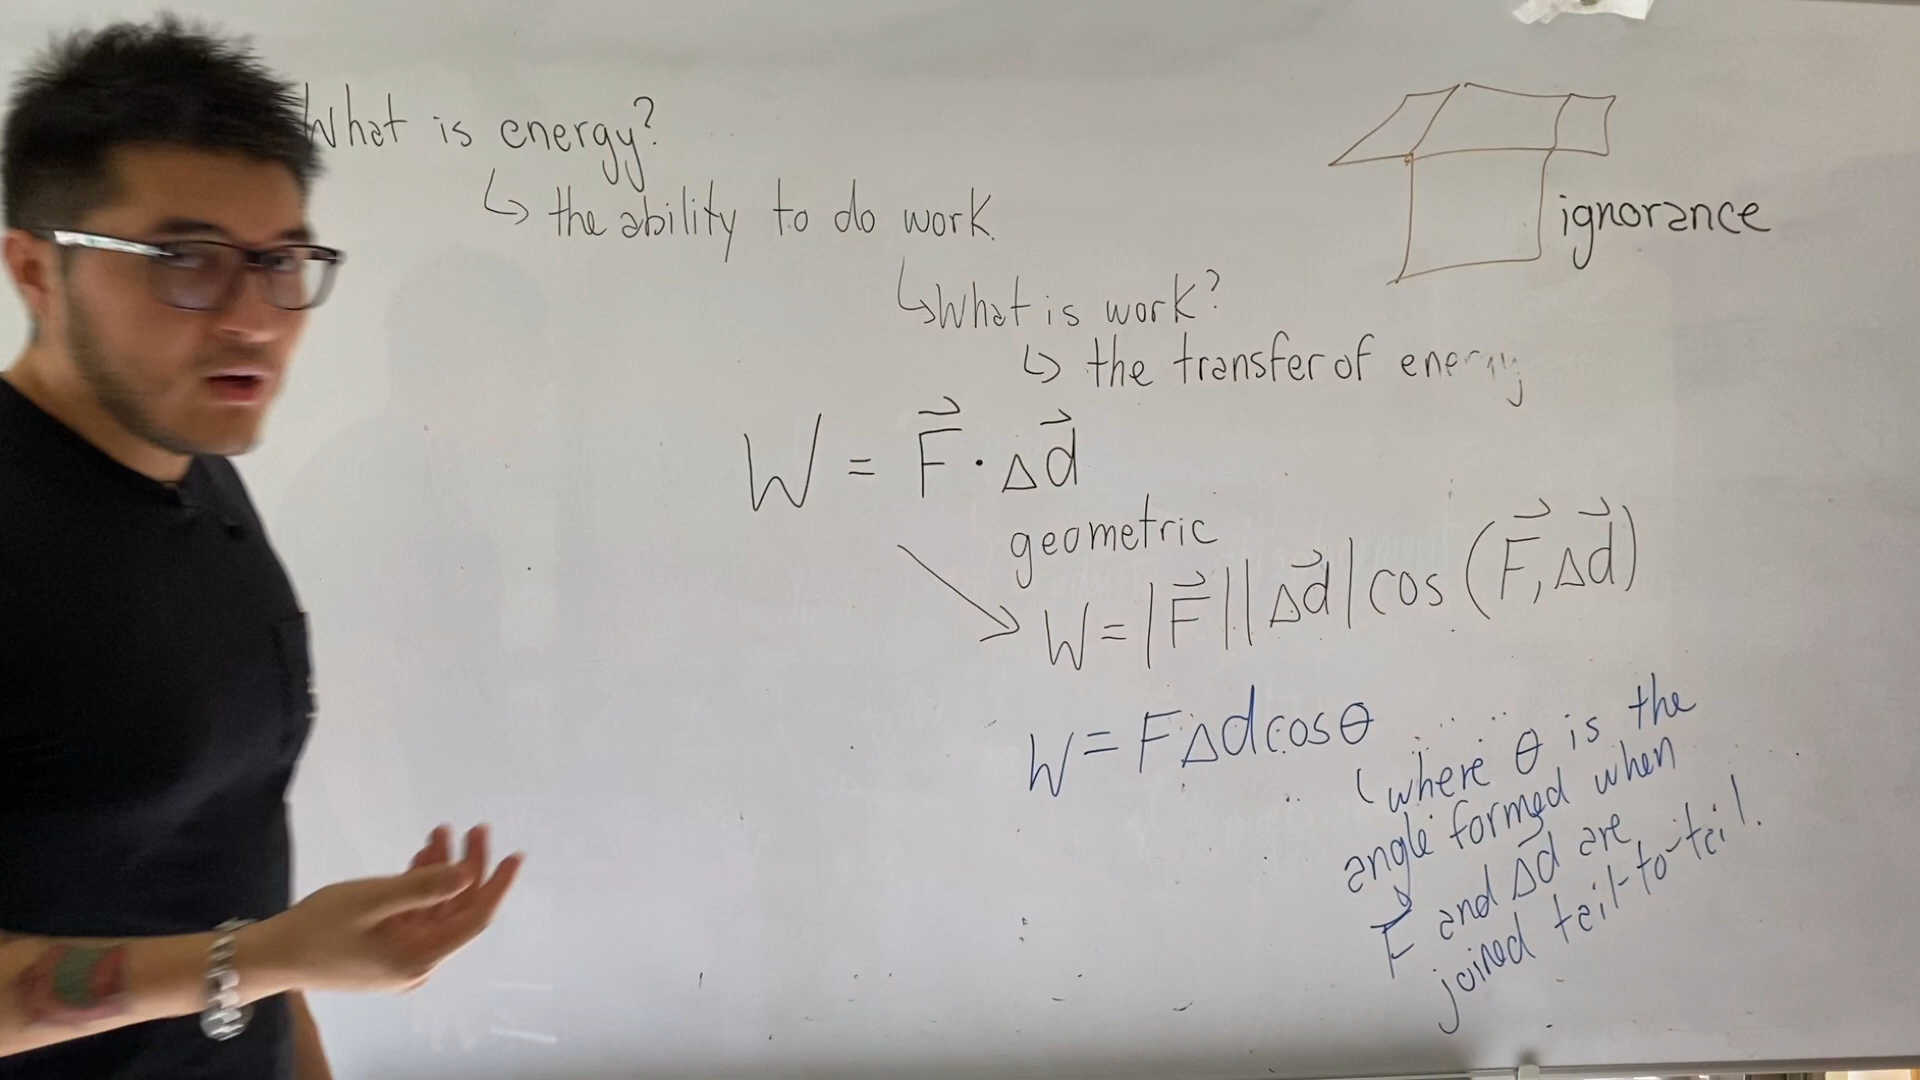 What is energy?
↳ the ability to do work.
ignorance
↳ What is work?
↳ the transfer of energy
W = F⃗ · Δd⃗
geometric
W = |F⃗| |Δd⃗| cos (F⃗, Δd⃗)
W = FΔd cos θ
where θ is the
angle formed when
F⃗ and Δd⃗ are
joined tail-to-tail.